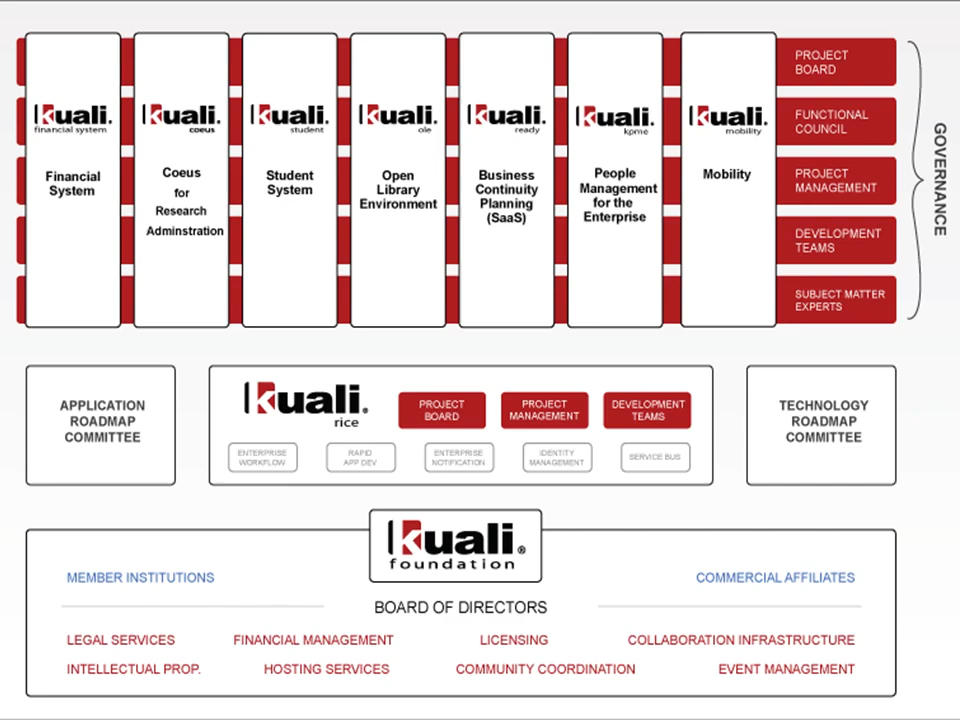 kuali.
financial system
Financial
System
kuali.
coeus
Coeus
for
Research
Adminstration
kuali.
student
Student
System
kuali.
ole
Open
Library
Environment
kuali.
ready
Business
Continuity
Planning
(SaaS)
kuali.
kpme
People
Management
for the
Enterprise
kuali.
mobility
Mobility
PROJECT
BOARD
FUNCTIONAL
COUNCIL
PROJECT
MANAGEMENT
DEVELOPMENT
TEAMS
SUBJECT MATTER
EXPERTS
GOVERNANCE
APPLICATION
ROADMAP
COMMITTEE
kuali®
rice
PROJECT
BOARD
PROJECT
MANAGEMENT
DEVELOPMENT
TEAMS
ENTERPRISE
WORKFLOW
RAPID
APP DEV
ENTERPRISE
NOTIFICATION
IDENTITY
MANAGEMENT
SERVICE BUS
TECHNOLOGY
ROADMAP
COMMITTEE
kuali®
foundation
MEMBER INSTITUTIONS
COMMERCIAL AFFILIATES
BOARD OF DIRECTORS
LEGAL SERVICES
FINANCIAL MANAGEMENT
LICENSING
COLLABORATION INFRASTRUCTURE
INTELLECTUAL PROP.
HOSTING SERVICES
COMMUNITY COORDINATION
EVENT MANAGEMENT